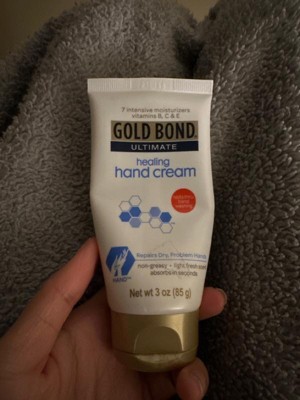 7 intensive moisturizers
vitamins B, C & E
GOLD BOND
ULTIMATE
healing
hand cream
Repairs Dry, Problem Hands
non-greasy • light fresh scent
absorbs in seconds
Net wt 3 oz (85 g)